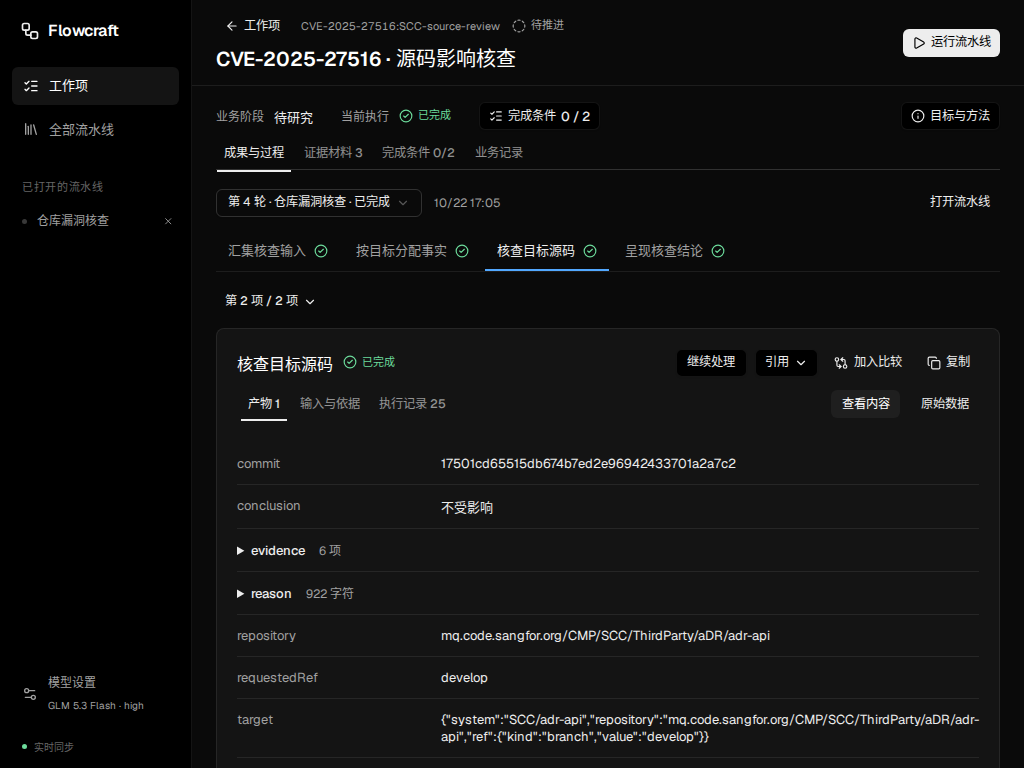 Flowcraft
工作项
全部流水线
已打开的流水线
仓库漏洞核查 ×
模型设置
GLM 5.3 Flash · high
实时同步
← 工作项 CVE-2025-27516:SCC-source-review 待推进
CVE-2025-27516 · 源码影响核查
运行流水线
业务阶段 待研究 当前执行 已完成 完成条件 0 / 2 目标与方法
成果与过程 证据材料 3 完成条件 0/2 业务记录
第 4 轮 · 仓库漏洞核查 · 已完成 10/22 17:05 打开流水线
汇集核查输入 按目标分配事实 核查目标源码 呈现核查结论
第 2 项 / 2 项
核查目标源码 已完成 继续处理 引用 加入比较 复制
产物 1 输入与依据 执行记录 25 查看内容 原始数据
commit 17501cd65515db674b7ed2e96942433701a2a7c2
conclusion 不受影响
evidence 6 项
reason 922 字符
repository mq.code.sangfor.org/CMP/SCC/ThirdParty/aDR/adr-api
requestedRef develop
target {"system":"SCC/adr-api","repository":"mq.code.sangfor.org/CMP/SCC/ThirdParty/aDR/adr-
api","ref":{"kind":"branch","value":"develop"}}